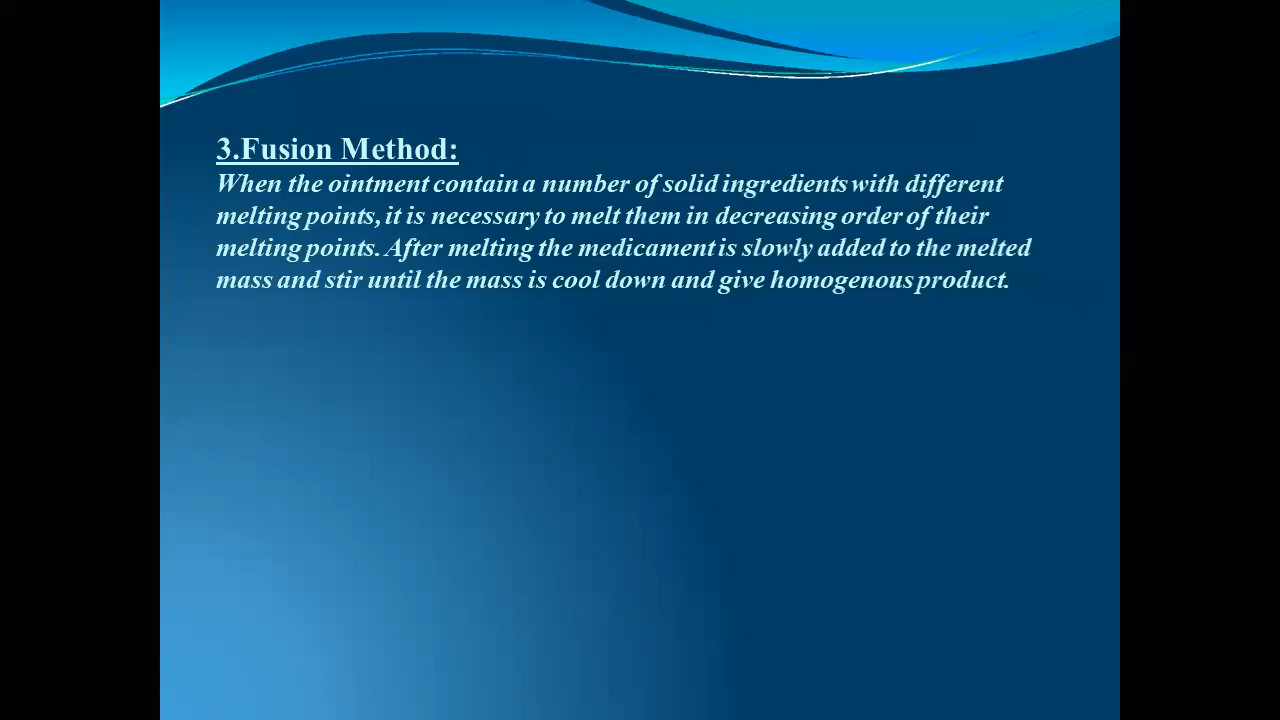 3.Fusion Method:
When the ointment contain a number of solid ingredients with different
melting points, it is necessary to melt them in decreasing order of their
melting points. After melting the medicament is slowly added to the melted
mass and stir until the mass is cool down and give homogenous product.